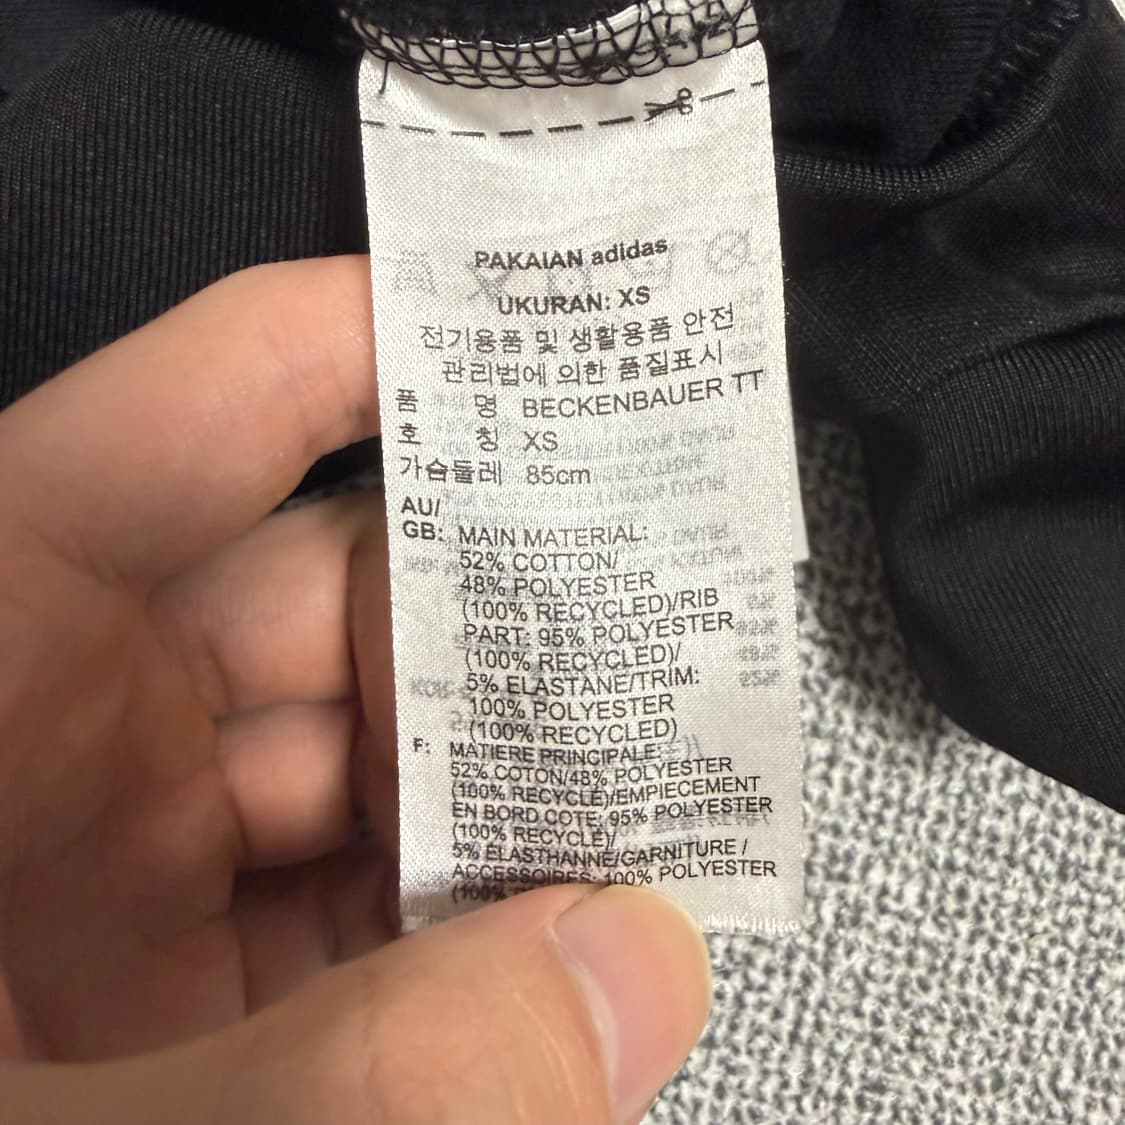 PAKAIAN adidas
UKURAN: XS
전기용품 및 생활용품 안전
관리법에 의한 품질표시
품 명 BECKENBAUER TT
호 칭 XS
가슴둘레 85cm
AU/
GB: MAIN MATERIAL:
52% COTTON/
48% POLYESTER
(100% RECYCLED)/RIB
PART: 95% POLYESTER
(100% RECYCLED)/
5% ELASTANE/TRIM:
100% POLYESTER
(100% RECYCLED)
F: MATIERE PRINCIPALE:
52% COTON/48% POLYESTER
(100% RECYCLÉ)/EMPIECEMENT
EN BORD COTE: 95% POLYESTER
(100% RECYCLÉ)/
5% ELASTHANNE/GARNITURE /
ACCESSOIRES: 100% POLYESTER
(100%